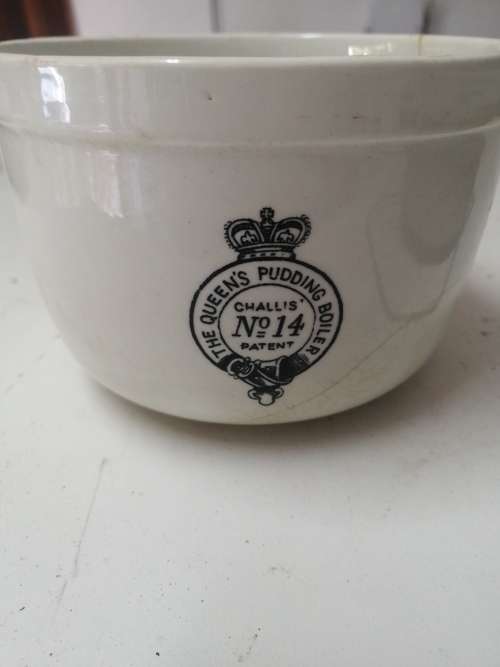 THE QUEEN'S PUDDING BOILER
CHALLIS'
No 14
PATENT